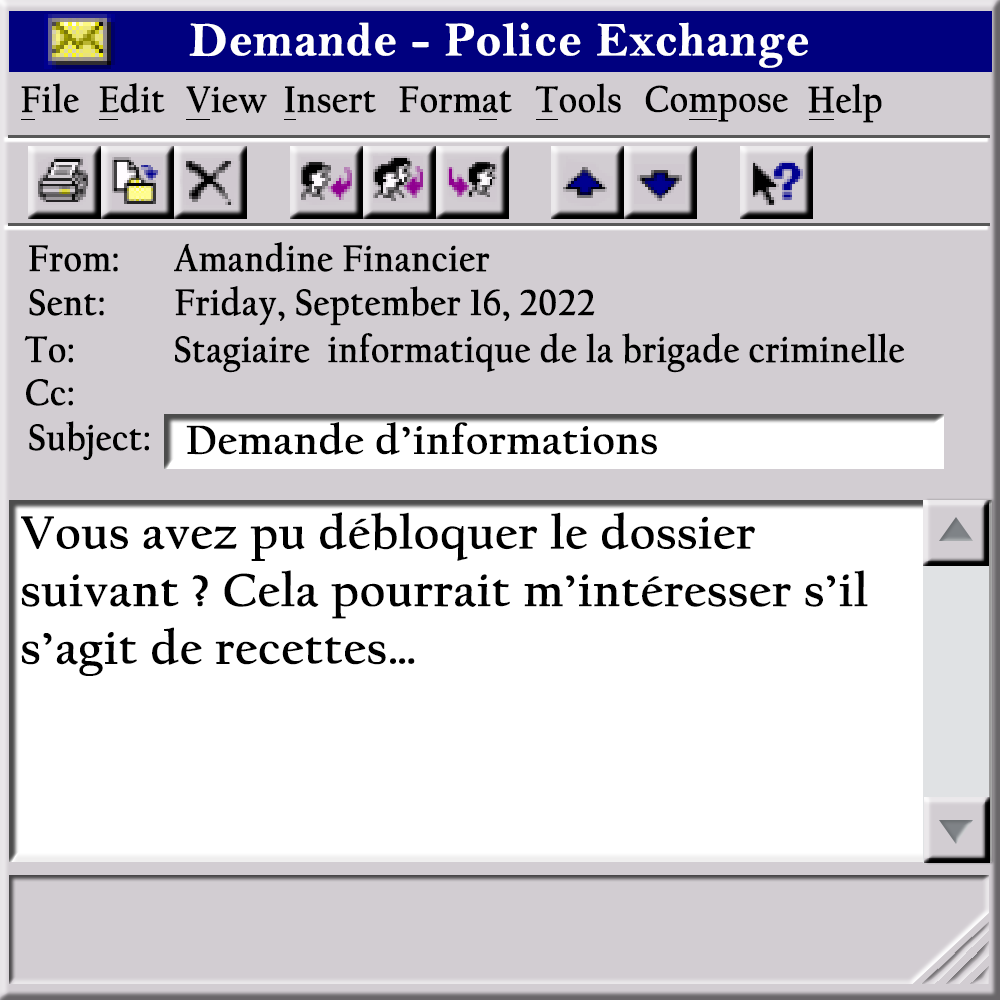 Demande - Police Exchange
File Edit View Insert Format Tools Compose Help
From: Amandine Financier
Sent: Friday, September 16, 2022
To: Stagiaire informatique de la brigade criminelle
Cc:
Subject: Demande d’informations
Vous avez pu débloquer le dossier
suivant ? Cela pourrait m’intéresser s’il
s’agit de recettes...